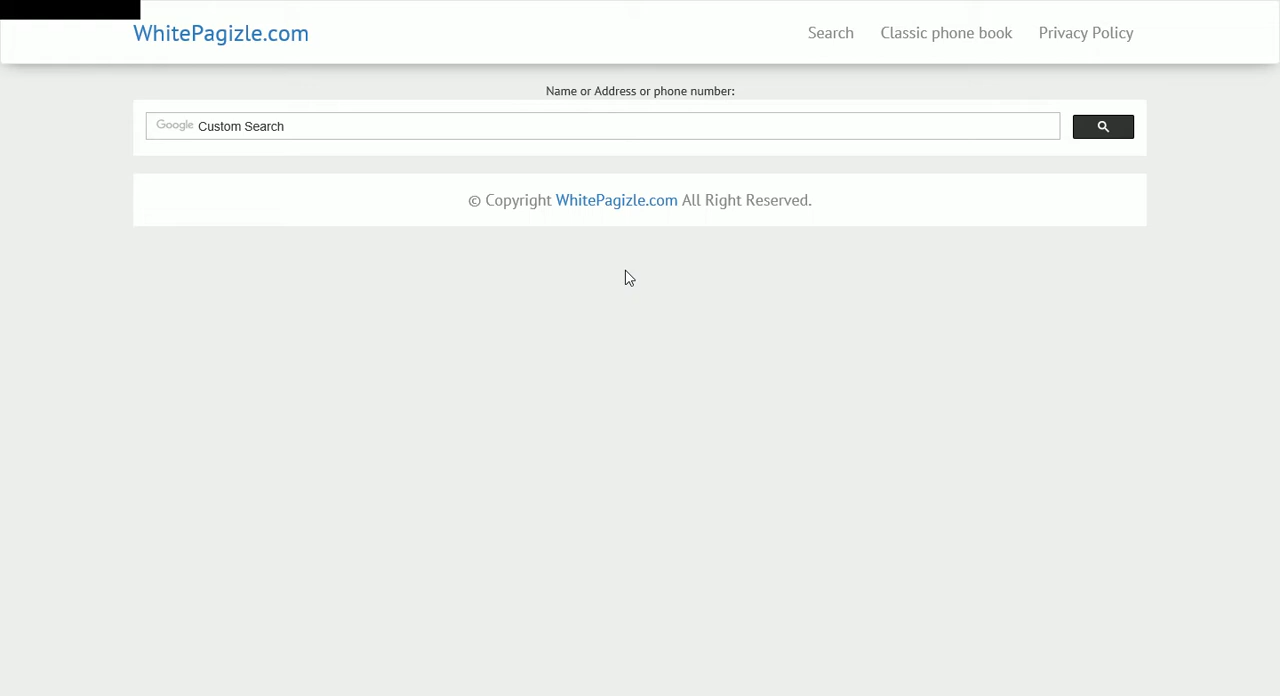 WhitePagizle.com
Search Classic phone book Privacy Policy
Name or Address or phone number:
Google Custom Search
© Copyright WhitePagizle.com All Right Reserved.